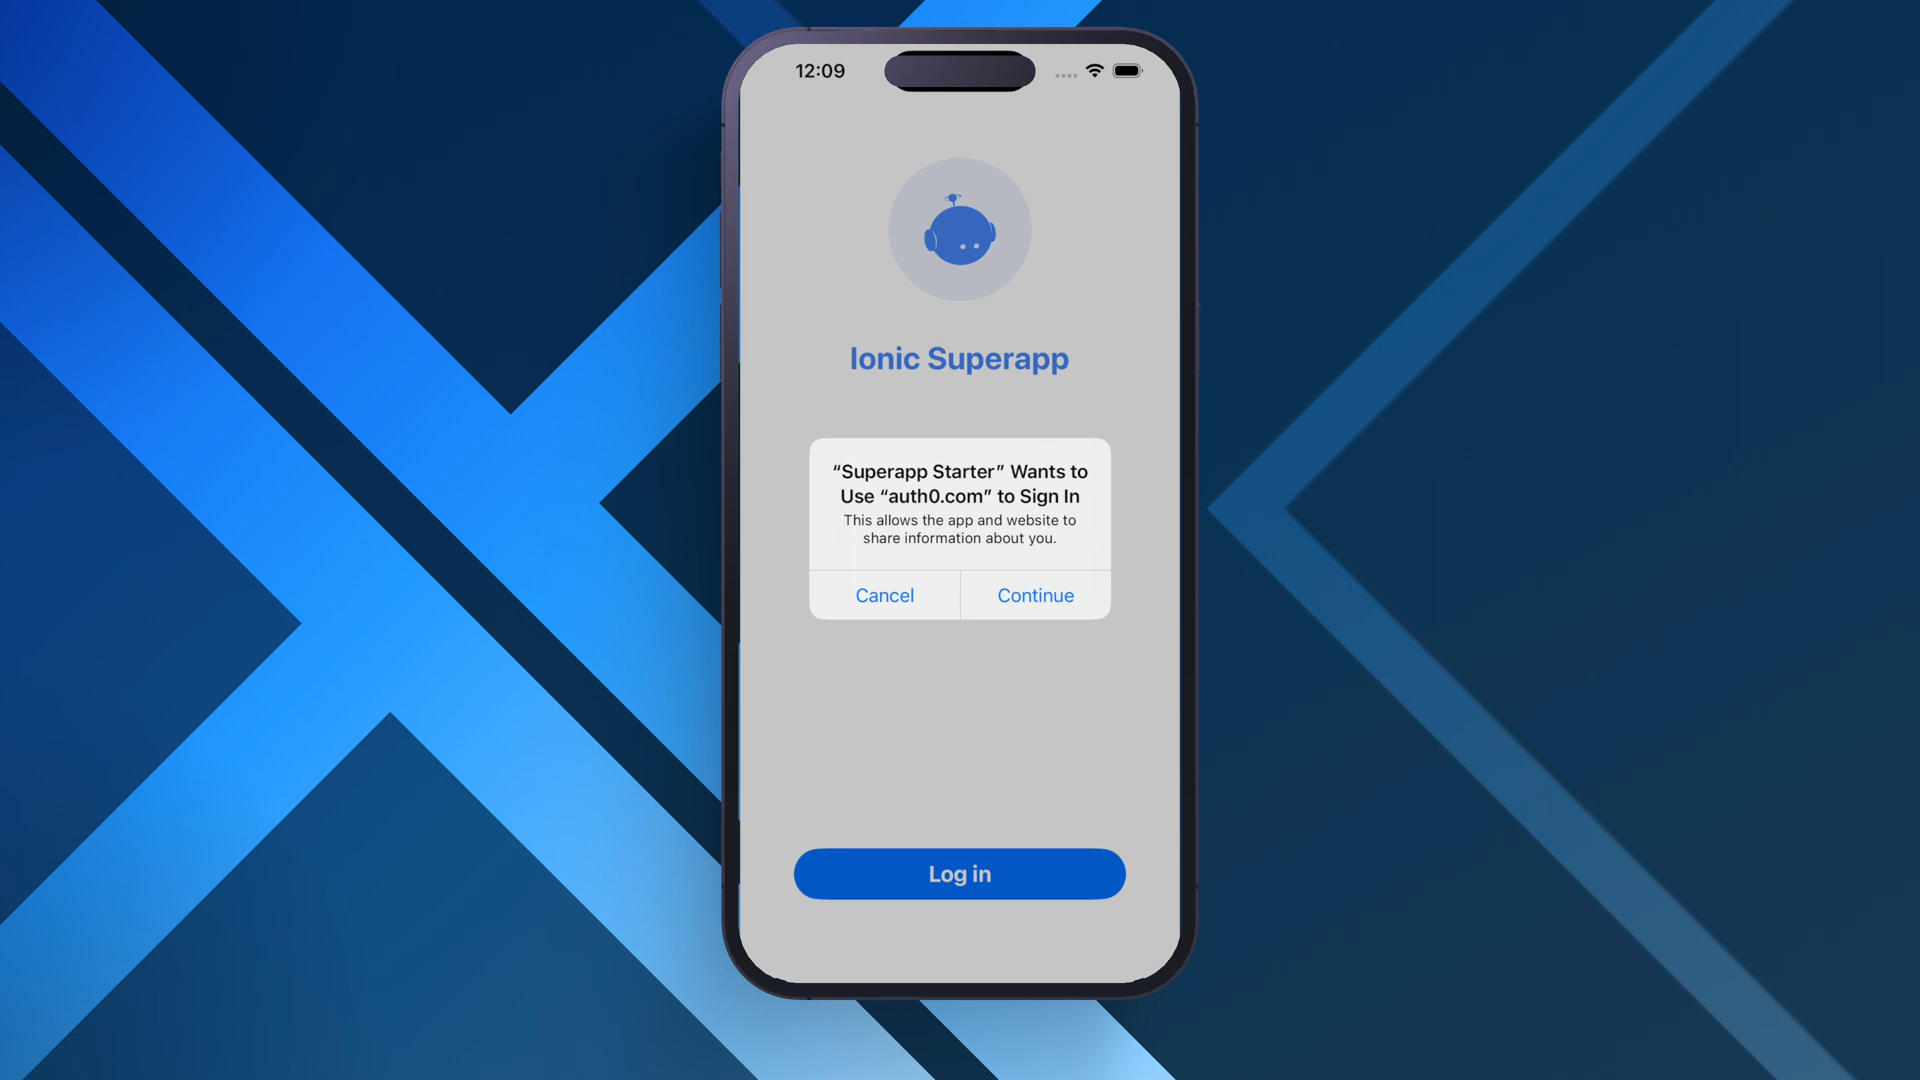 12:09
Ionic Superapp
“Superapp Starter” Wants to
Use “auth0.com” to Sign In
This allows the app and website to
share information about you.
Cancel
Continue
Log in